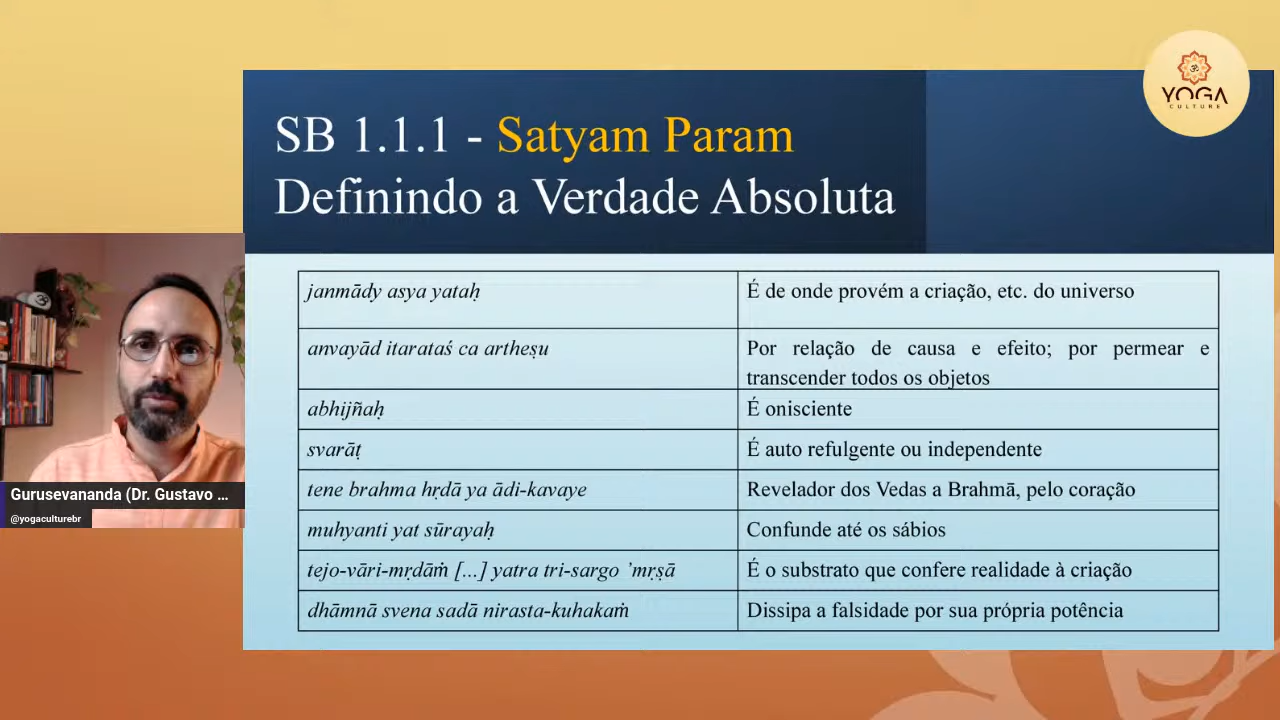 YOGA
CULTURE
SB 1.1.1 - Satyam Param
Definindo a Verdade Absoluta
janmādy asya yataḥ
É de onde provém a criação, etc. do universo
anvayād itarataś ca artheṣu
Por relação de causa e efeito; por permear e
transcender todos os objetos
abhijñaḥ
É onisciente
svarāṭ
É auto refulgente ou independente
tene brahma hṛdā ya ādi-kavaye
Revelador dos Vedas a Brahmā, pelo coração
muhyanti yat sūrayaḥ
Confunde até os sábios
tejo-vāri-mṛdāṁ [...] yatra tri-sargo ’mṛṣā
É o substrato que confere realidade à criação
dhāmnā svena sadā nirasta-kuhakaṁ
Dissipa a falsidade por sua própria potência
Gurusevananda (Dr. Gustavo ...
@yogaculturebr